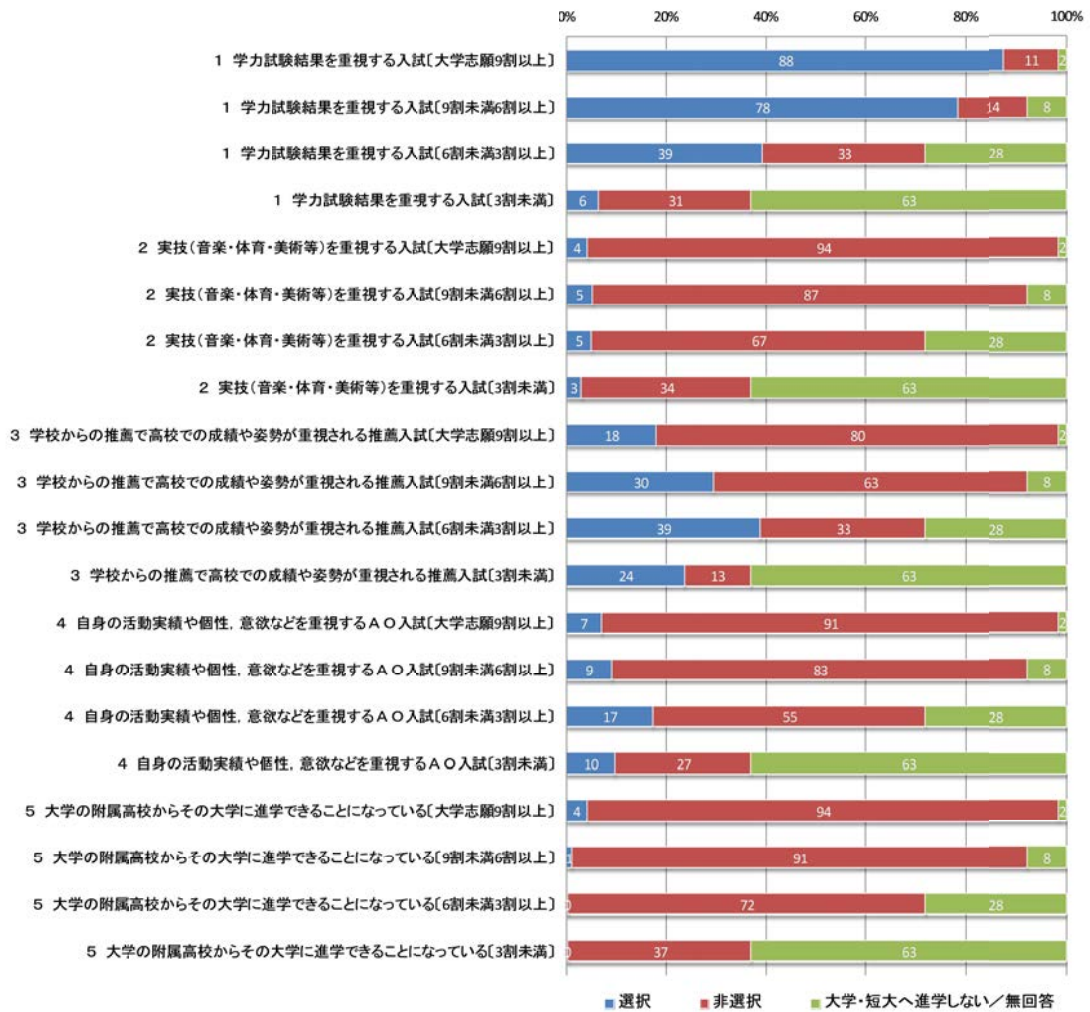 0% 20% 40% 60% 80% 100%
1 学力試験結果を重視する入試〔大学志願9割以上〕 88 11 2
1 学力試験結果を重視する入試〔9割未満6割以上〕 78 14 8
1 学力試験結果を重視する入試〔6割未満3割以上〕 39 33 28
1 学力試験結果を重視する入試〔3割未満〕 6 31 63
2 実技(音楽・体育・美術等)を重視する入試〔大学志願9割以上〕 4 94 2
2 実技(音楽・体育・美術等)を重視する入試〔9割未満6割以上〕 5 87 8
2 実技(音楽・体育・美術等)を重視する入試〔6割未満3割以上〕 5 67 28
2 実技(音楽・体育・美術等)を重視する入試〔3割未満〕 3 34 63
3 学校からの推薦で高校での成績や姿勢が重視される推薦入試〔大学志願9割以上〕 18 80 2
3 学校からの推薦で高校での成績や姿勢が重視される推薦入試〔9割未満6割以上〕 30 63 8
3 学校からの推薦で高校での成績や姿勢が重視される推薦入試〔6割未満3割以上〕 39 33 28
3 学校からの推薦で高校での成績や姿勢が重視される推薦入試〔3割未満〕 24 13 63
4 自身の活動実績や個性,意欲などを重視するAO入試〔大学志願9割以上〕 7 91 2
4 自身の活動実績や個性,意欲などを重視するAO入試〔9割未満6割以上〕 9 83 8
4 自身の活動実績や個性,意欲などを重視するAO入試〔6割未満3割以上〕 17 55 28
4 自身の活動実績や個性,意欲などを重視するAO入試〔3割未満〕 10 27 63
5 大学の附属高校からその大学に進学できることになっている〔大学志願9割以上〕 4 94 2
5 大学の附属高校からその大学に進学できることになっている〔9割未満6割以上〕 1 91 8
5 大学の附属高校からその大学に進学できることになっている〔6割未満3割以上〕 0 72 28
5 大学の附属高校からその大学に進学できることになっている〔3割未満〕 0 37 63
選択 非選択 大学・短大へ進学しない/無回答